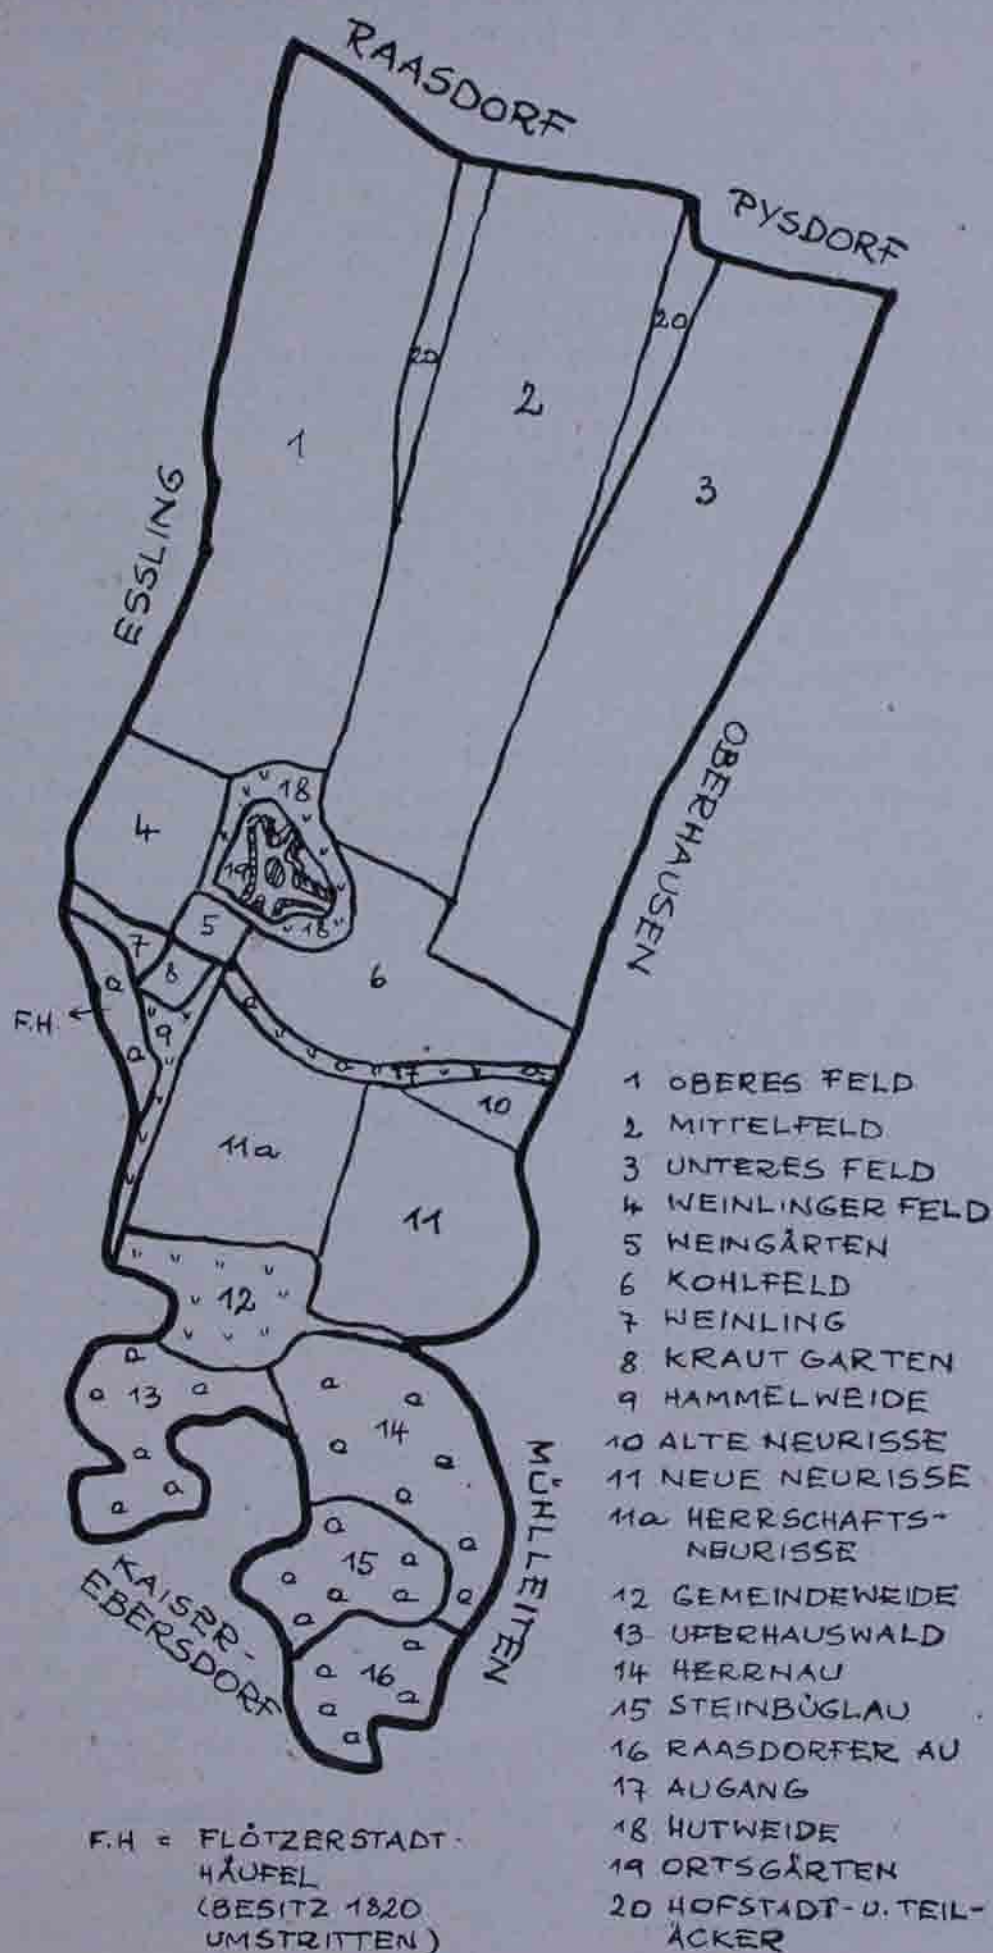 RAASDORF
PYSDORF
20
20
2
1
3
ESSLING
OBERHAUSEN
18
4
19
5
18
7
8
6
F.H.
9
17
10
11a
11
12
13
14
MÜHLLEITEN
15
KAISER-
EBERSDORF
16
1 OBERES FELD
2 MITTELFELD
3 UNTERES FELD
4 WEINLINGER FELD
5 WEINGÄRTEN
6 KOHLFELD
7 WEINLING
8 KRAUT GARTEN
9 HAMMELWEIDE
10 ALTE NEURISSE
11 NEUE NEURISSE
11a HERRSCHAFTS-
NEURISSE
12 GEMEINDEWEIDE
13 UFERHAUSWALD
14 HERRNAU
15 STEINBÜGLAU
16 RAASDORFER AU
17 AUGANG
18 HUTWEIDE
19 ORTSGÄRTEN
20 HOFSTADT- U. TEIL-
ÄCKER
F.H = FLÖTZERSTADT-
HÄUFEL
(BESITZ 1820
UMSTRITTEN)